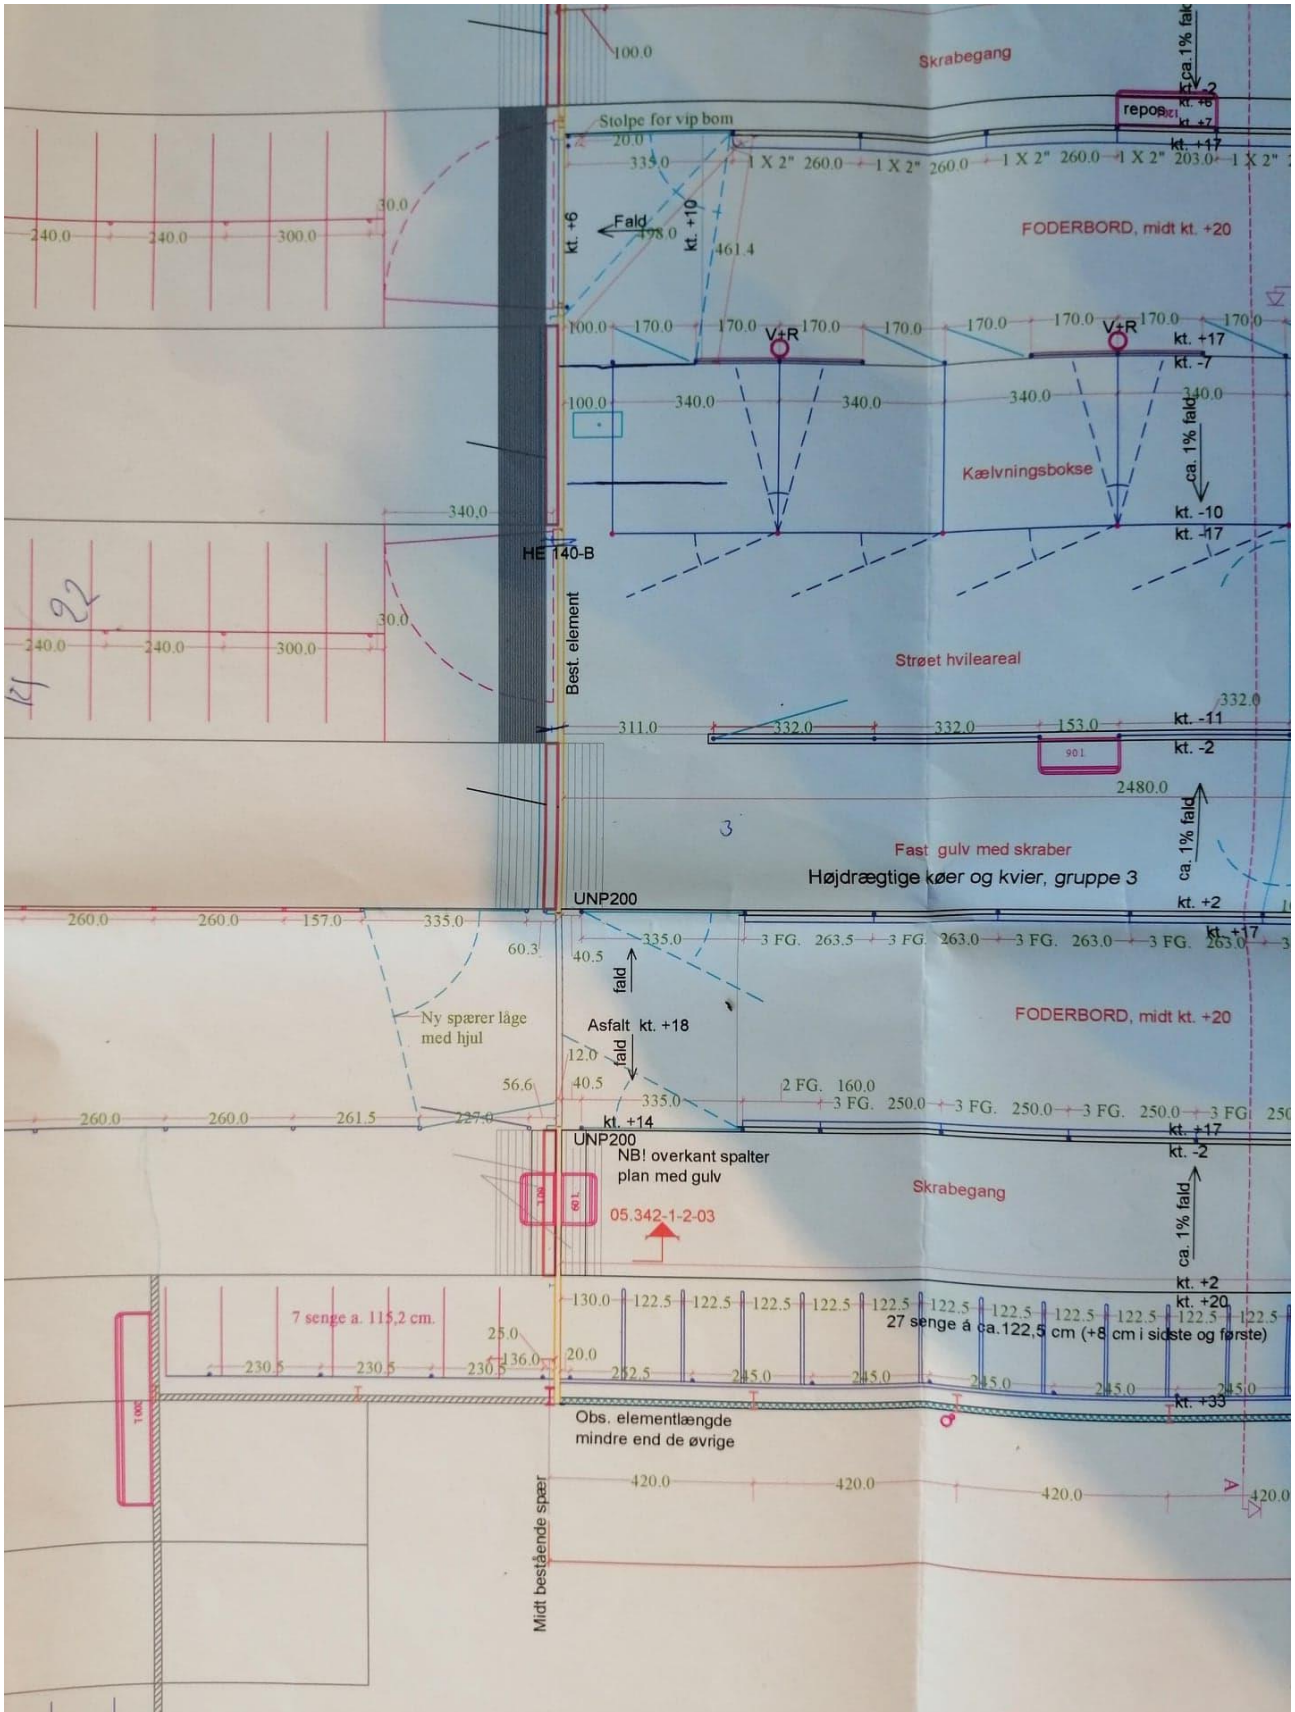 100.0
Skrabegang
ca. 1% fald
kt. -2
repos
kt. +6
kt. +7
kt. +17
Stolpe for vip bom
20.0
335.0
1 X 2" 260.0 1 X 2" 260.0 1 X 2" 260.0 1 X 2" 203.0 1 X 2"
30.0
240.0 240.0 300.0
kt. +6
Fald
498.0
kt. +10
461.4
FODERBORD, midt kt. +20
100.0 170.0 170.0 170.0 170.0 170.0 170.0 170.0 170.0
V+R V+R
kt. +17
kt. -7
100.0 340.0 340.0 340.0 340.0
ca. 1% fald
Kælvningsbokse
340.0
kt. -10
kt. -17
HE 140-B
22
30.0
240.0 240.0 300.0
14
Best. element
Strøet hvileareal
311.0 332.0 332.0 153.0 332.0
kt. -11
kt. -2
90 l.
2480.0
3
ca. 1% fald
Fast gulv med skraber
Højdrægtige køer og kvier, gruppe 3
UNP200
kt. +2
kt. +17
260.0 260.0 157.0 335.0
60.3 40.5
335.0 3 FG. 263.5 3 FG. 263.0 3 FG. 263.0 3 FG. 263.0
fald
Ny spærer låge
med hjul
Asfalt kt. +18
FODERBORD, midt kt. +20
fald
12.0
56.6 40.5
335.0
2 FG. 160.0
3 FG. 250.0 3 FG. 250.0 3 FG. 250.0 3 FG
260.0 260.0 261.5 227.0
kt. +14
kt. +17
kt. -2
UNP200
NB! overkant spalter
plan med gulv
Skrabegang
60 l. 60 l.
05.342-1-2-03
ca. 1% fald
kt. +2
kt. +20
130.0 122.5 122.5 122.5 122.5 122.5 122.5 122.5 122.5 122.5 122.5 122.5
7 senge a. 115,2 cm.
27 senge á ca.122,5 cm (+8 cm i sidste og første)
25.0
136.0 20.0
230.5 230.5 230.5
252.5 245.0 245.0 245.0 245.0 245.0
kt. +33
200 l.
Obs. elementlængde
mindre end de øvrige
420.0 420.0 420.0 420.0
A
Midt bestående spær